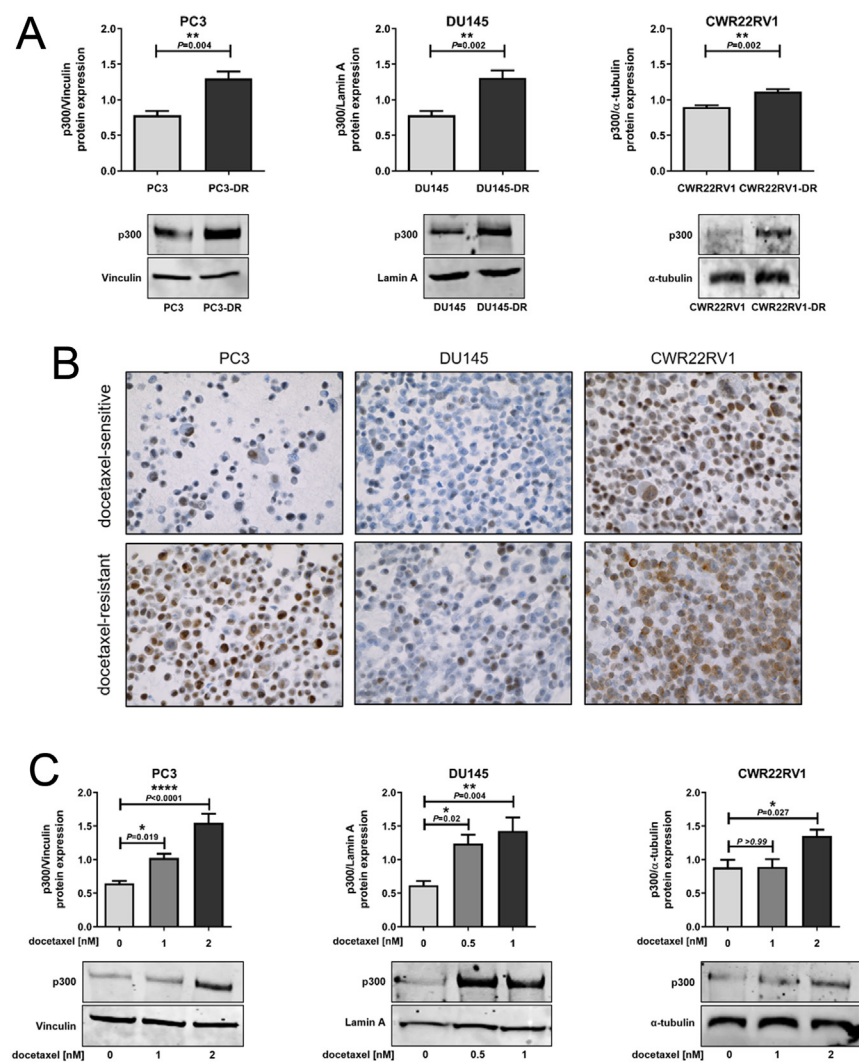 A
PC3
**
P=0.004
p300/Vinculin
protein expression
2.0
1.5
1.0
0.5
0.0
PC3 PC3-DR
p300
Vinculin
PC3 PC3-DR
DU145
**
P=0.002
p300/Lamin A
protein expression
2.0
1.5
1.0
0.5
0.0
DU145 DU145-DR
p300
Lamin A
DU145 DU145-DR
CWR22RV1
**
P=0.002
p300/α-tubulin
protein expression
2.0
1.5
1.0
0.5
0.0
CWR22RV1 CWR22RV1-DR
p300
α-tubulin
CWR22RV1 CWR22RV1-DR
B
PC3 DU145 CWR22RV1
docetaxel-sensitive
docetaxel-resistant
C
PC3
****
P<0.0001
*
P=0.019
p300/Vinculin
protein expression
2.0
1.5
1.0
0.5
0.0
docetaxel [nM] 0 1 2
p300
Vinculin
docetaxel [nM] 0 1 2
DU145
**
P=0.004
*
P=0.02
p300/Lamin A
protein expression
2.0
1.5
1.0
0.5
0.0
docetaxel [nM] 0 0.5 1
p300
Lamin A
docetaxel [nM] 0 0.5 1
CWR22RV1
*
P=0.027
P >0.99
p300/α-tubulin
protein expression
2.0
1.5
1.0
0.5
0.0
docetaxel [nM] 0 1 2
p300
α-tubulin
docetaxel [nM] 0 1 2